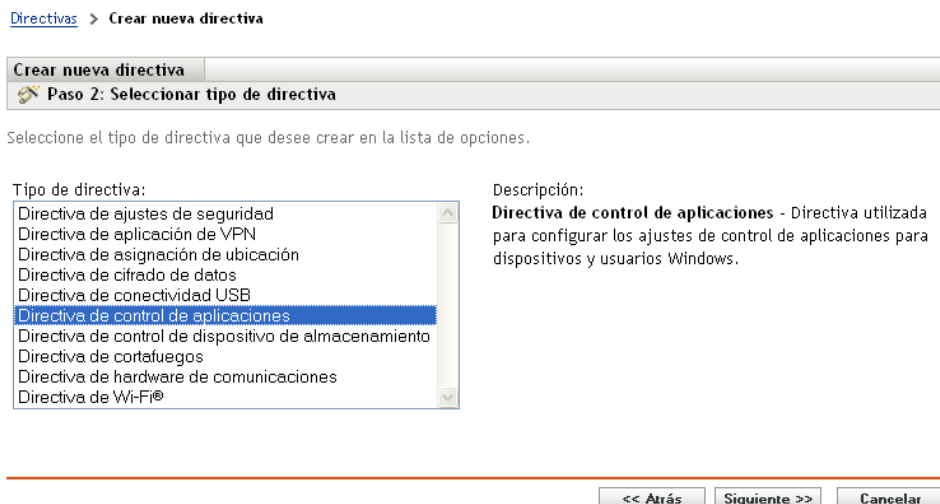 Directivas > Crear nueva directiva
Crear nueva directiva
Paso 2: Seleccionar tipo de directiva
Seleccione el tipo de directiva que desee crear en la lista de opciones.
Tipo de directiva:
Directiva de ajustes de seguridad
Directiva de aplicación de VPN
Directiva de asignación de ubicación
Directiva de cifrado de datos
Directiva de conectividad USB
Directiva de control de aplicaciones
Directiva de control de dispositivo de almacenamiento
Directiva de cortafuegos
Directiva de hardware de comunicaciones
Directiva de Wi-Fi®
Descripción:
Directiva de control de aplicaciones - Directiva utilizada
para configurar los ajustes de control de aplicaciones para
dispositivos y usuarios Windows.
<< Atrás
Siguiente >>
Cancelar